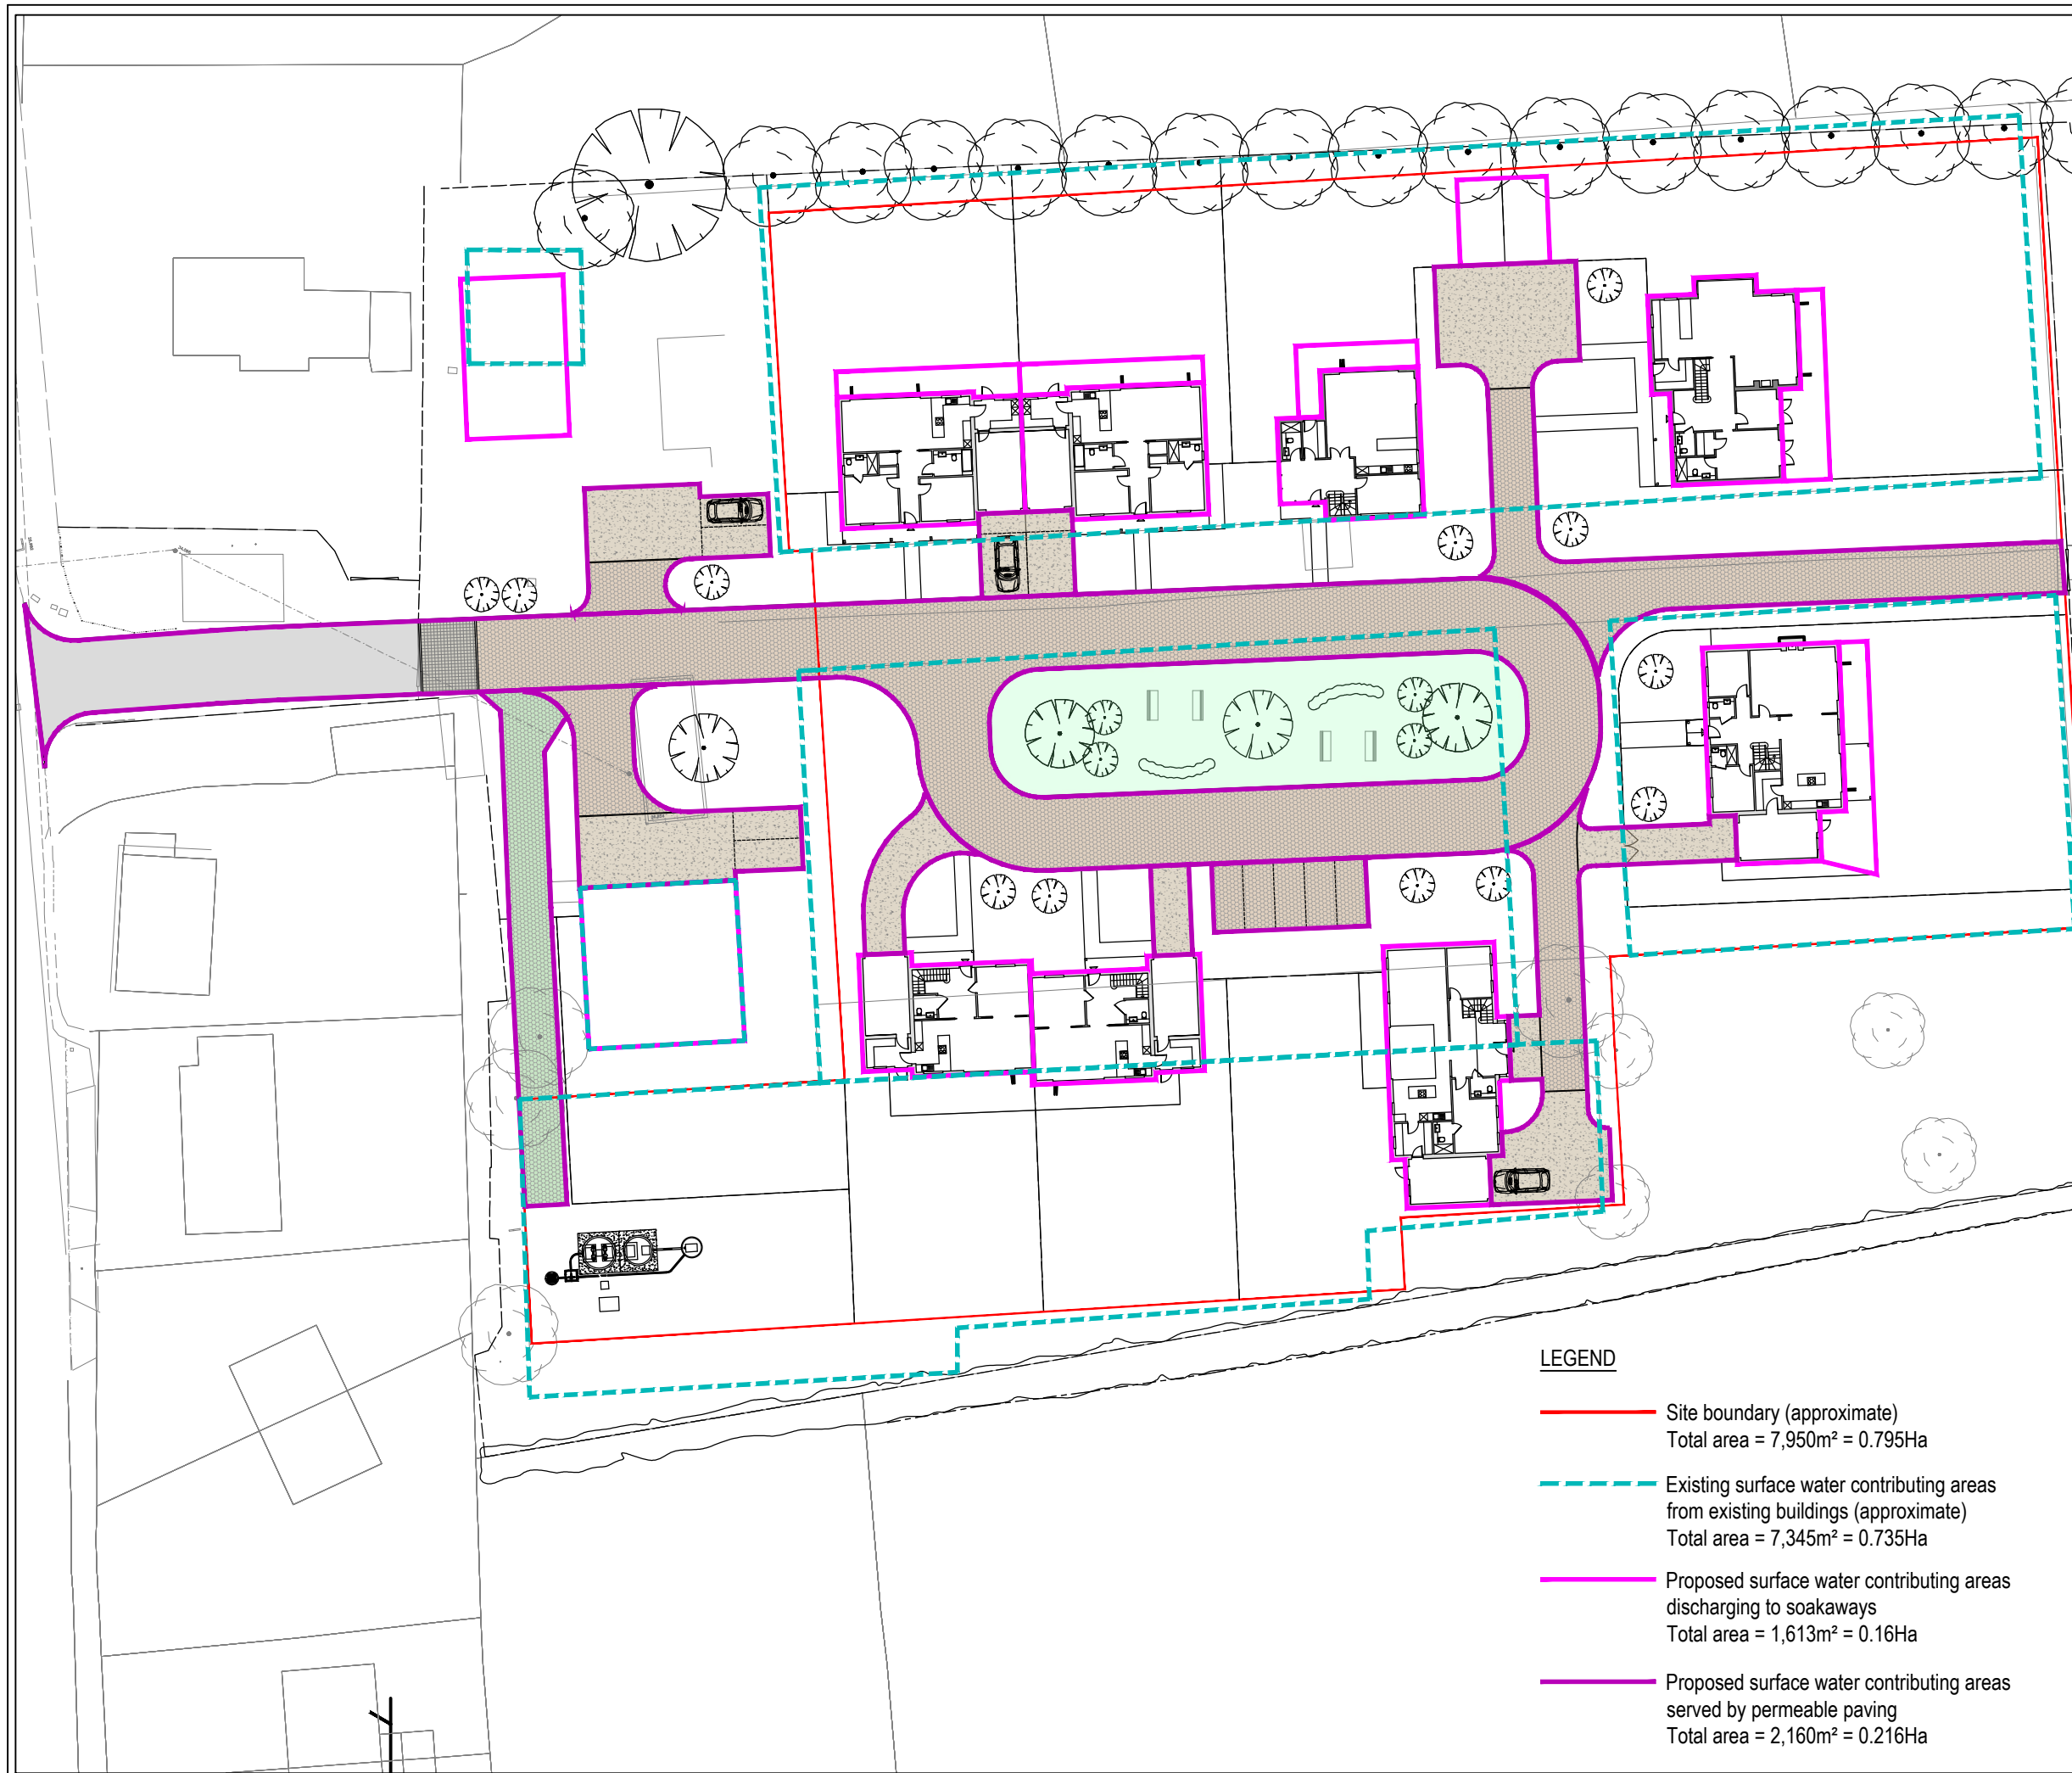 LEGEND
Site boundary (approximate)
Total area = 7,950m² = 0.795Ha
Existing surface water contributing areas
from existing buildings (approximate)
Total area = 7,345m² = 0.735Ha
Proposed surface water contributing areas
discharging to soakaways
Total area = 1,613m² = 0.16Ha
Proposed surface water contributing areas
served by permeable paving
Total area = 2,160m² = 0.216Ha